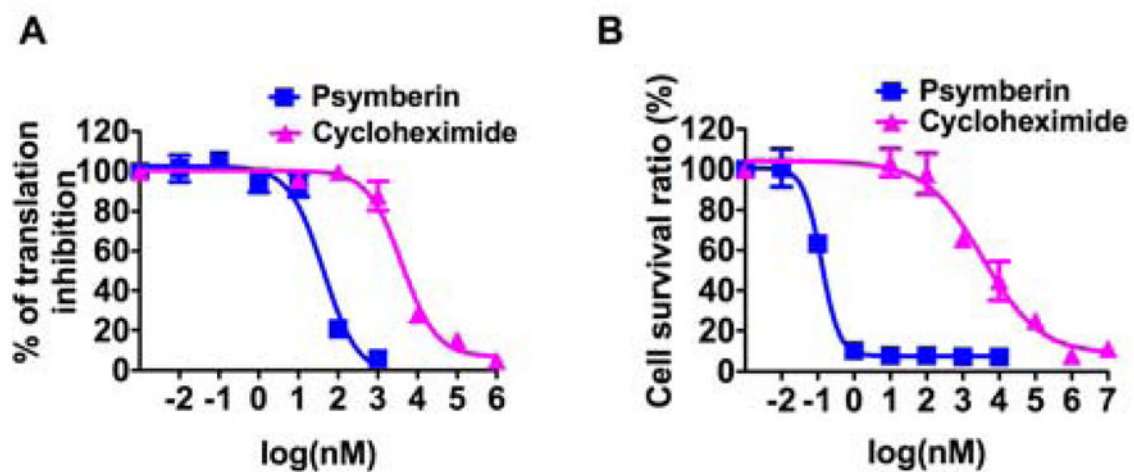 A
Psymberin
Cycloheximide
% of translation
inhibition
120
100
80
60
40
20
0
-2 -1 0 1 2 3 4 5 6
log(nM)
B
Psymberin
Cycloheximide
Cell survival ratio (%)
120
100
80
60
40
20
0
-2 -1 0 1 2 3 4 5 6 7
log(nM)